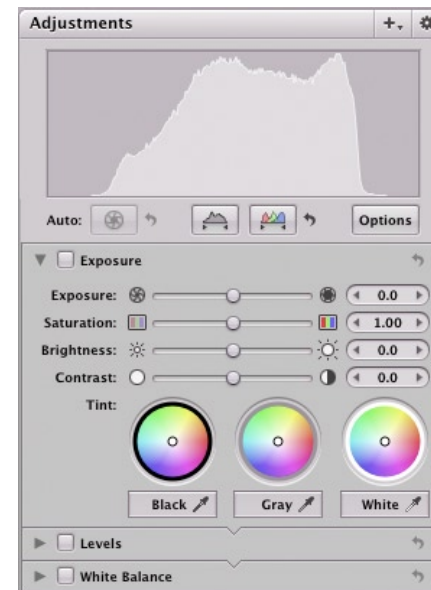 Adjustments
Auto:
Options
Exposure
Exposure: 0.0
Saturation: 1.00
Brightness: 0.0
Contrast: 0.0
Tint:
Black Gray White
Levels
White Balance